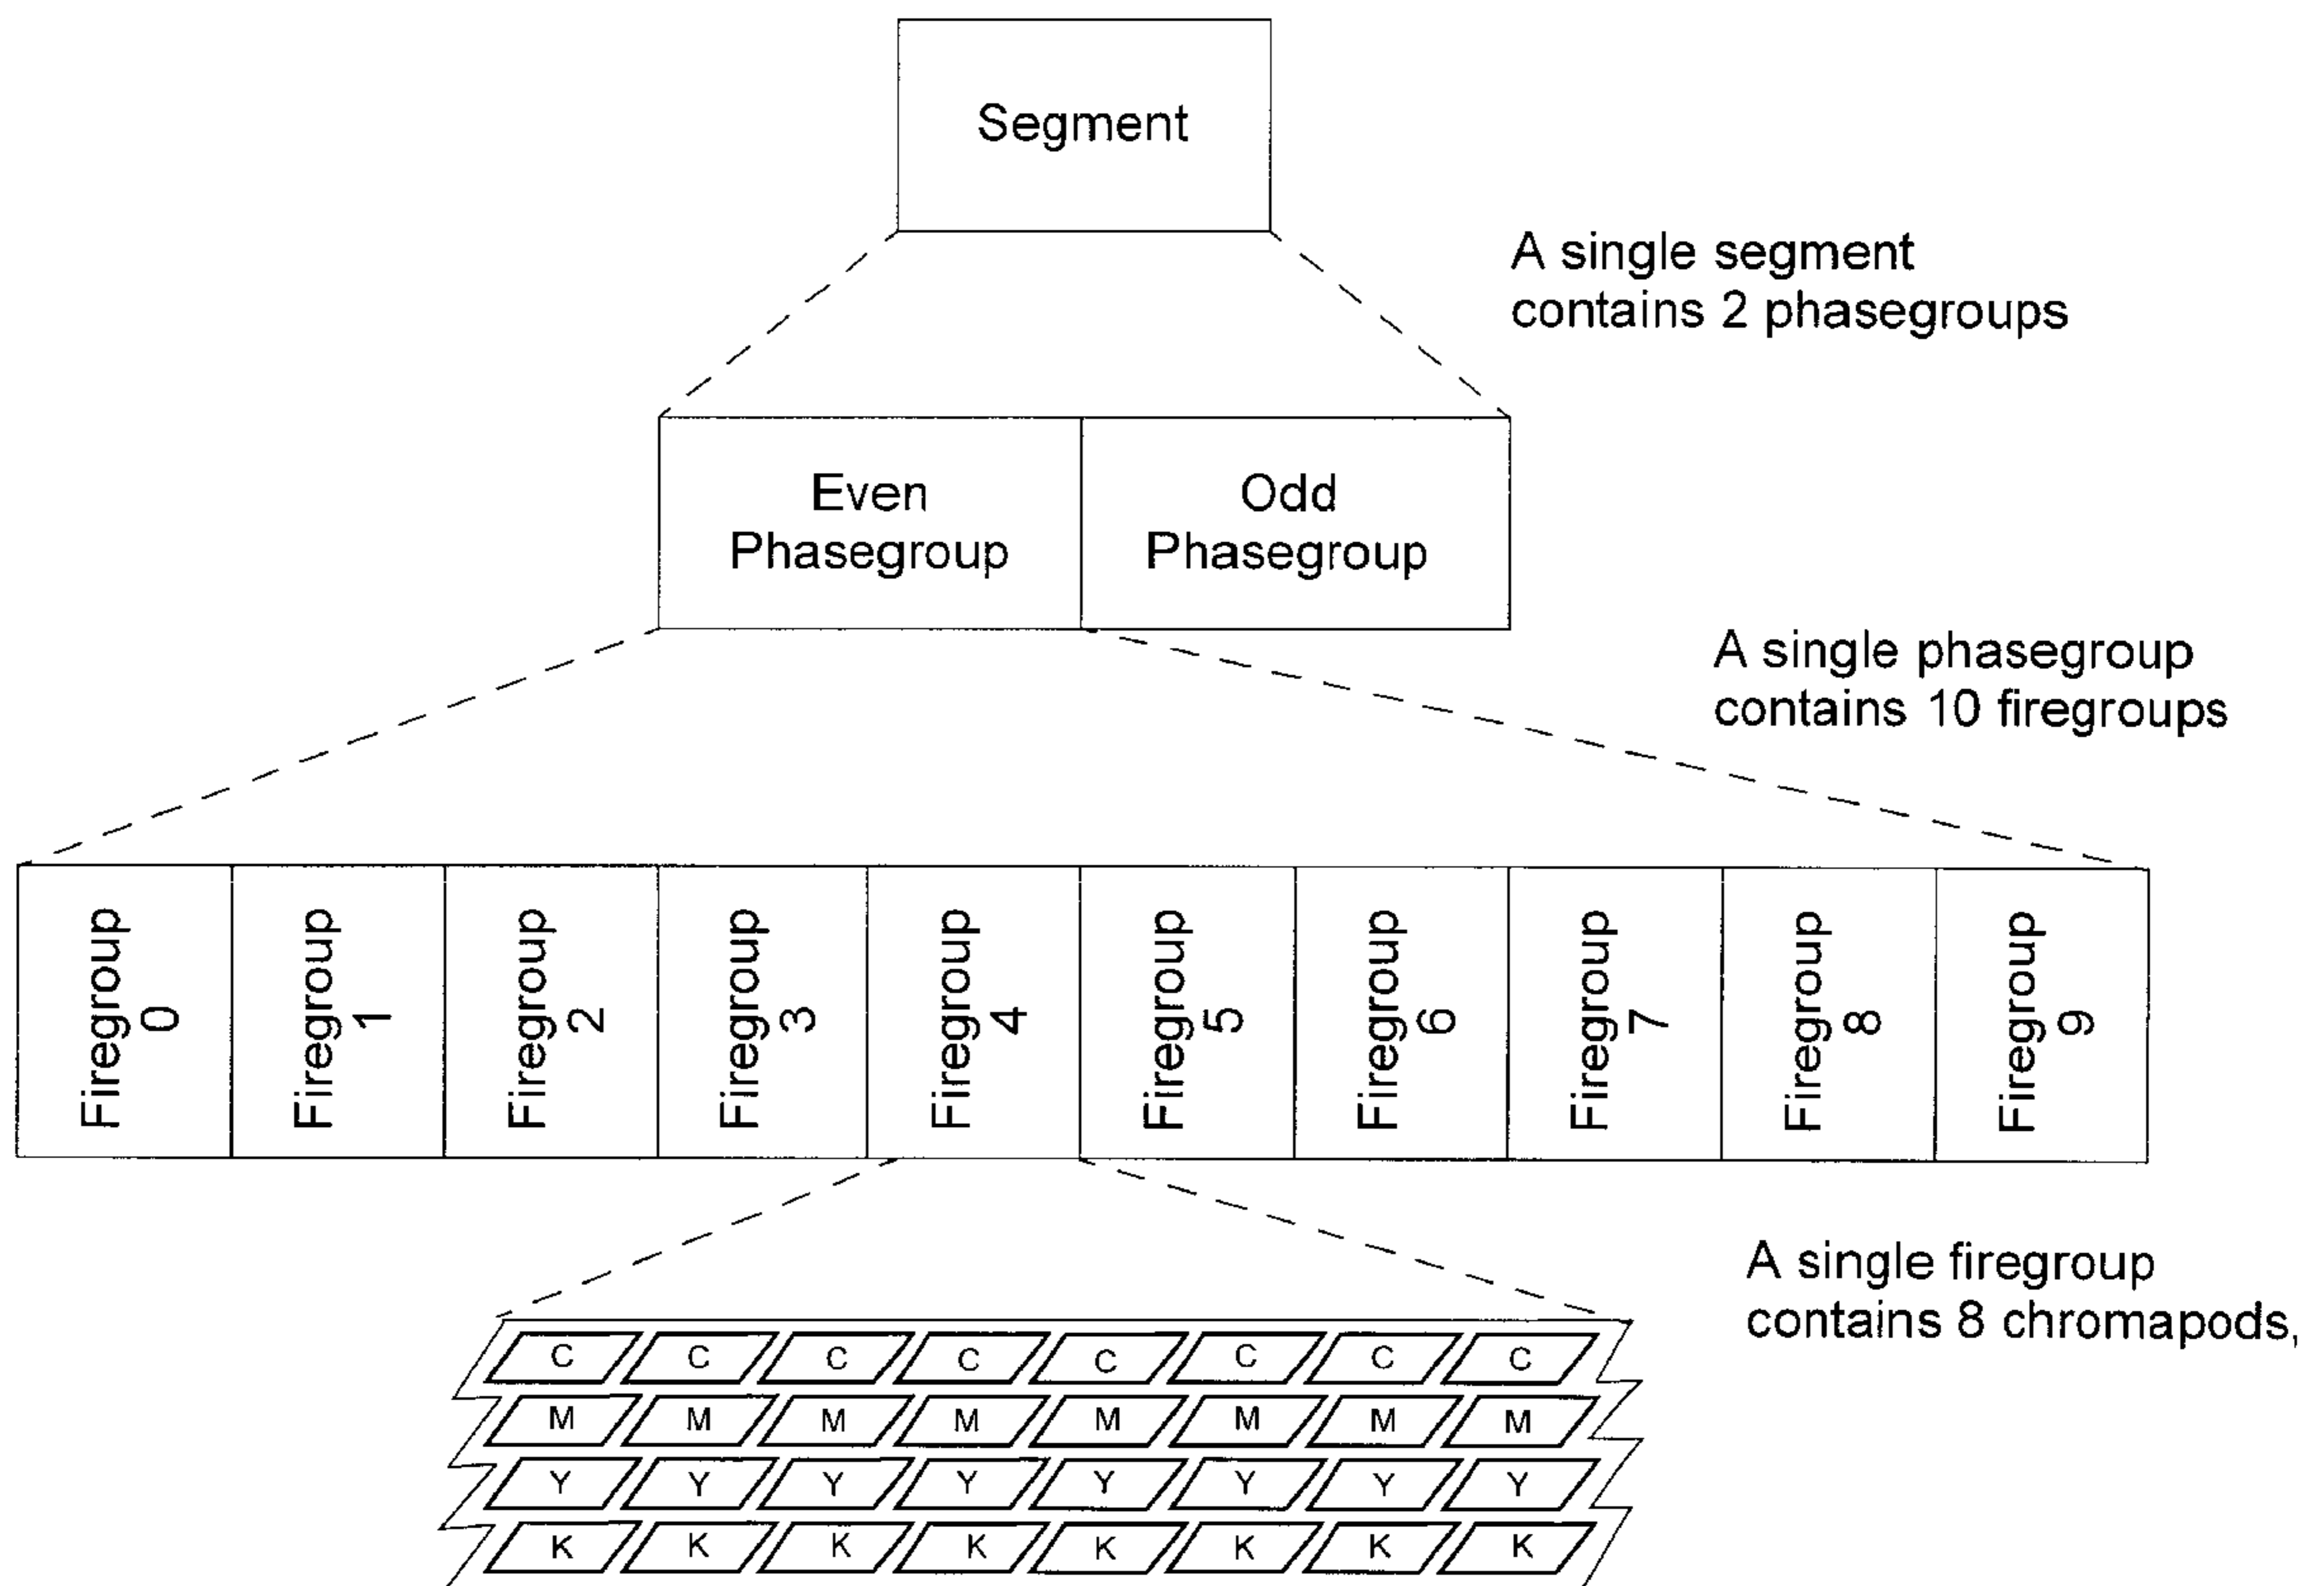 Segment
A single segment
contains 2 phasegroups
Even
Phasegroup
Odd
Phasegroup
A single phasegroup
contains 10 firegroups
Firegroup
0
Firegroup
1
Firegroup
2
Firegroup
3
Firegroup
4
Firegroup
5
Firegroup
6
Firegroup
7
Firegroup
8
Firegroup
9
A single firegroup
contains 8 chromapods,
C C C C C C C C
M M M M M M M M
Y Y Y Y Y Y Y Y
K K K K K K K K